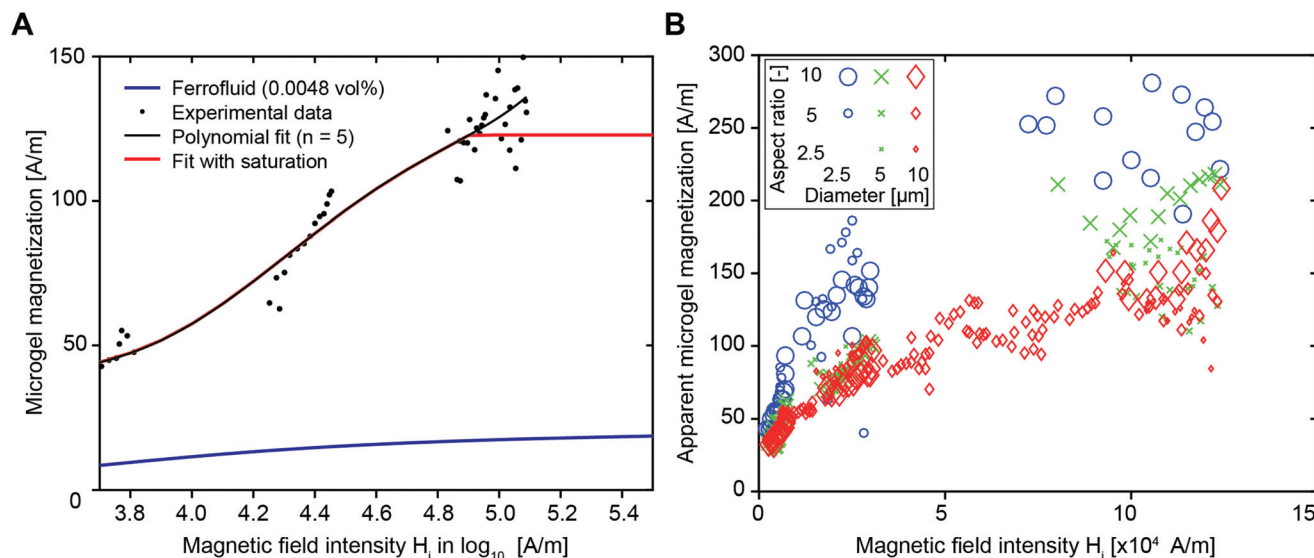 A
150
100
50
0
Microgel magnetization [A/m]
Ferrofluid (0.0048 vol%)
Experimental data
Polynomial fit (n = 5)
Fit with saturation
3.8 4.0 4.2 4.4 4.6 4.8 5.0 5.2 5.4
Magnetic field intensity H_i in log_10 [A/m]
B
300
250
200
150
100
50
0
Apparent microgel magnetization [A/m]
Aspect ratio [-]
10
5
2.5
2.5 5 10
Diameter [µm]
0 5 10 15
Magnetic field intensity H_i [x10⁴ A/m]